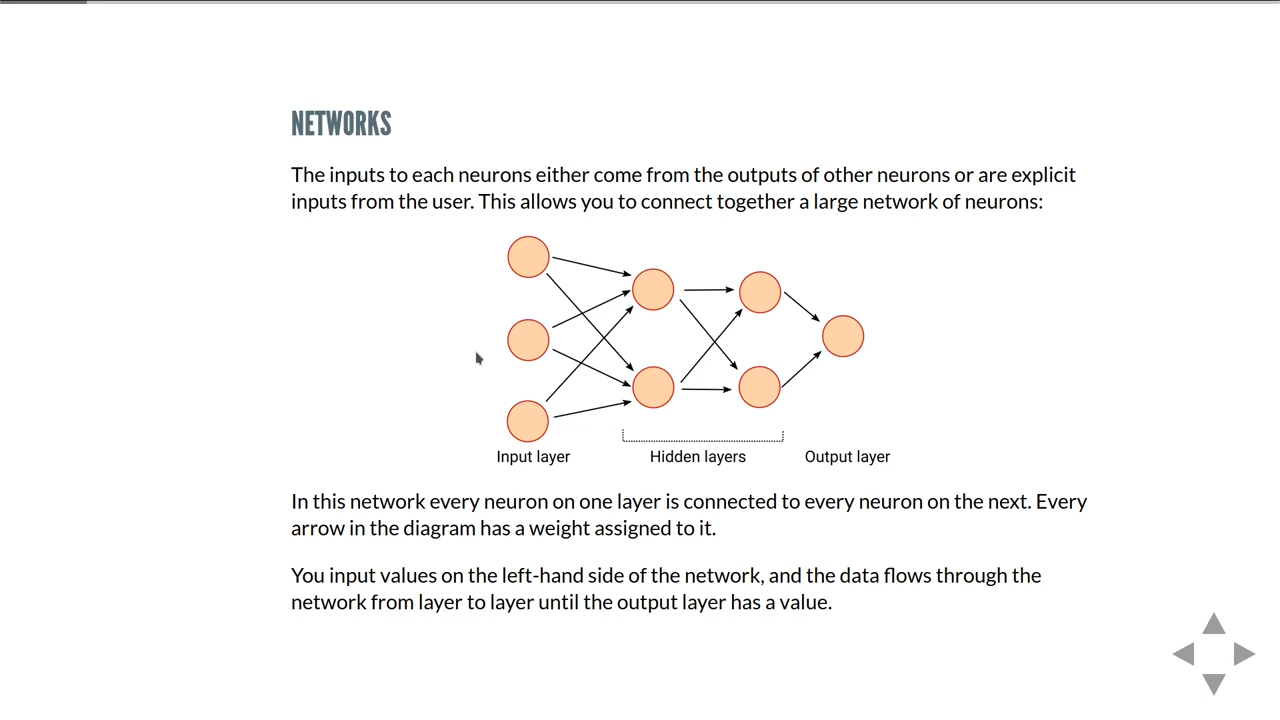 NETWORKS
The inputs to each neurons either come from the outputs of other neurons or are explicit
inputs from the user. This allows you to connect together a large network of neurons:
Input layer
Hidden layers
Output layer
In this network every neuron on one layer is connected to every neuron on the next. Every
arrow in the diagram has a weight assigned to it.
You input values on the left-hand side of the network, and the data flows through the
network from layer to layer until the output layer has a value.